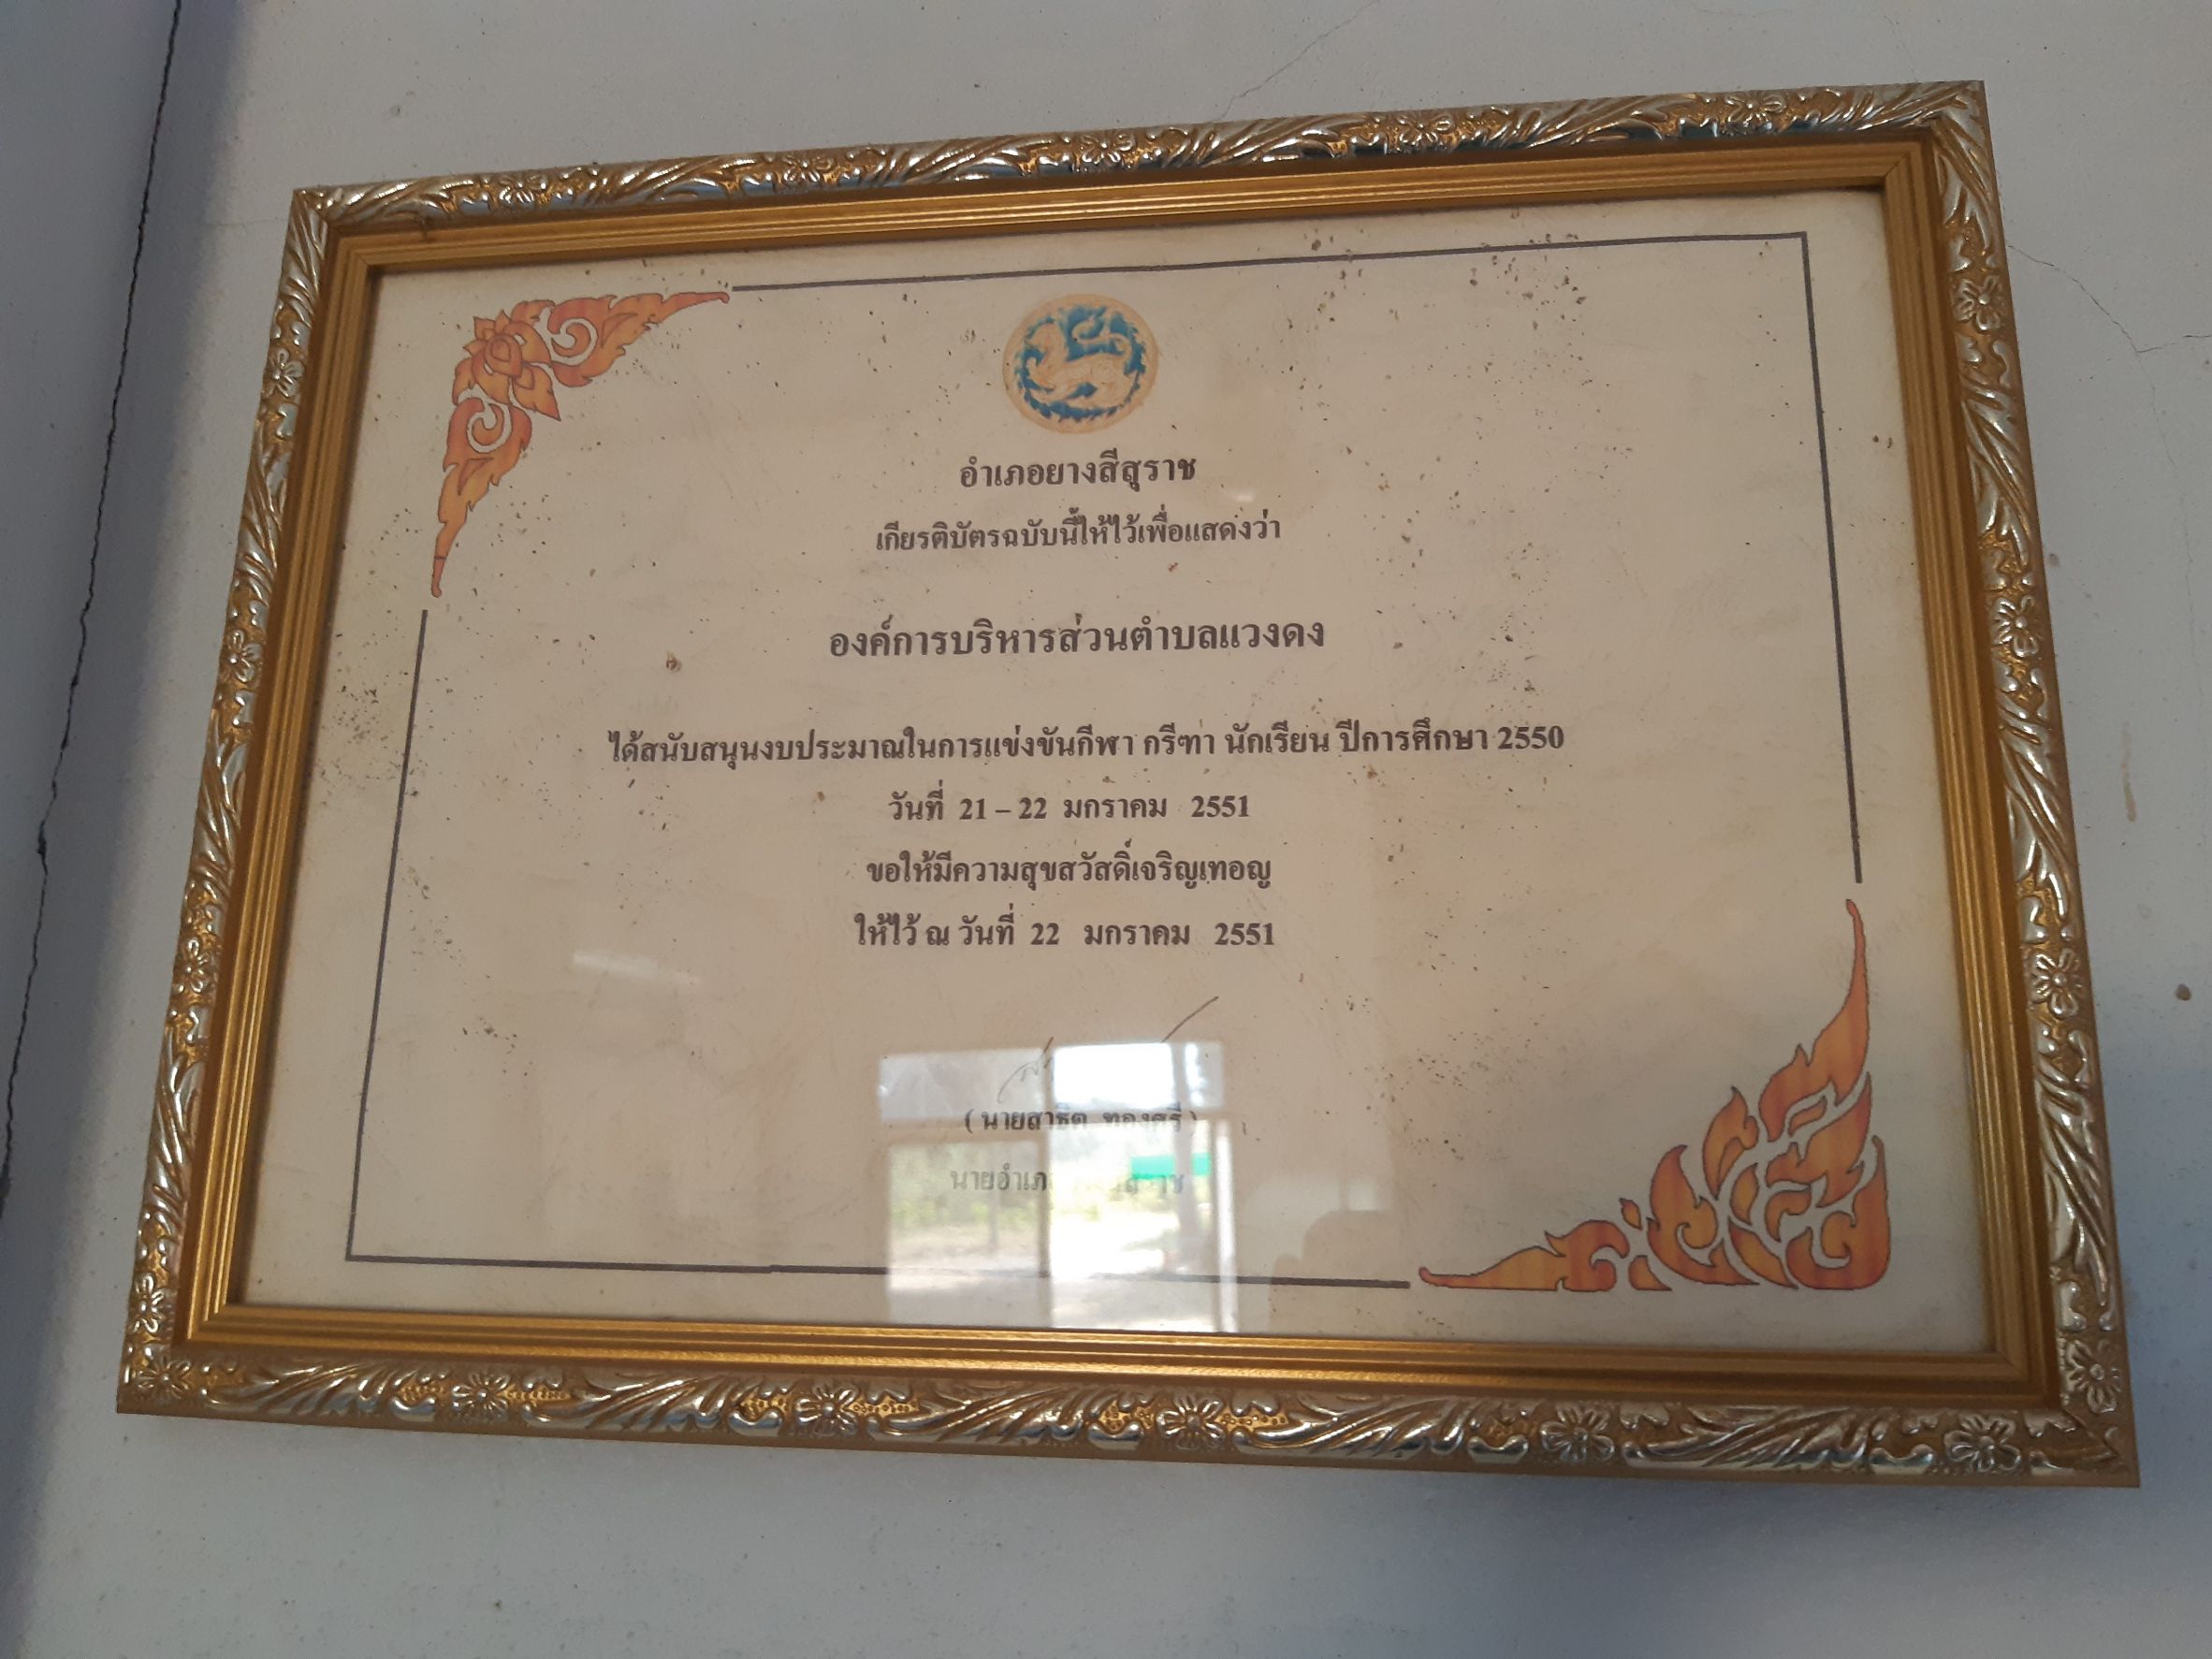 อำเภอยางสีสุราช
เกียรติบัตรฉบับนี้ให้ไว้เพื่อแสดงว่า
องค์การบริหารส่วนตำบลแวงดง
ได้สนับสนุนงบประมาณในการแข่งขันกีฬา กรีฑา นักเรียน ปีการศึกษา 2550
วันที่ 21 – 22 มกราคม 2551
ขอให้มีความสุขสวัสดิ์เจริญเทอญ
ให้ไว้ ณ วันที่ 22 มกราคม 2551
( นายสาธิต ทองศรี )